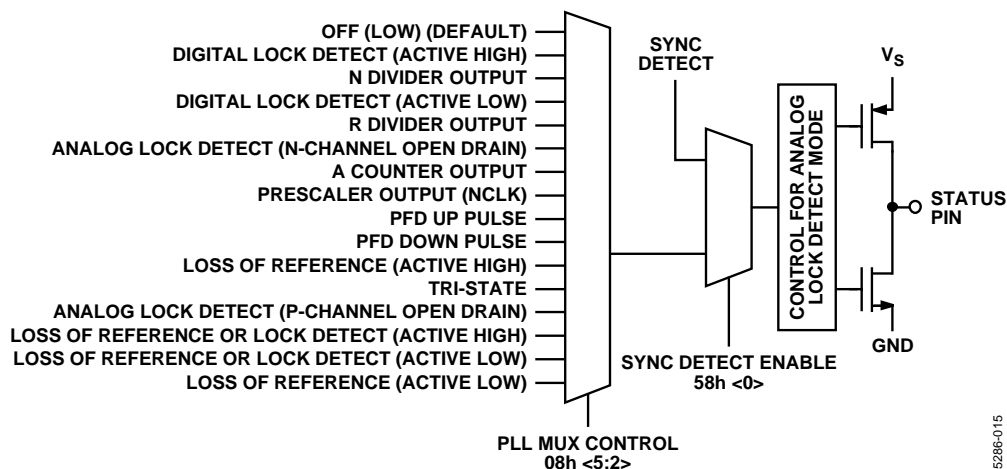 OFF (LOW) (DEFAULT)
DIGITAL LOCK DETECT (ACTIVE HIGH)
N DIVIDER OUTPUT
DIGITAL LOCK DETECT (ACTIVE LOW)
R DIVIDER OUTPUT
ANALOG LOCK DETECT (N-CHANNEL OPEN DRAIN)
A COUNTER OUTPUT
PRESCALER OUTPUT (NCLK)
PFD UP PULSE
PFD DOWN PULSE
LOSS OF REFERENCE (ACTIVE HIGH)
TRI-STATE
ANALOG LOCK DETECT (P-CHANNEL OPEN DRAIN)
LOSS OF REFERENCE OR LOCK DETECT (ACTIVE HIGH)
LOSS OF REFERENCE OR LOCK DETECT (ACTIVE LOW)
LOSS OF REFERENCE (ACTIVE LOW)
PLL MUX CONTROL
08h <5:2>
SYNC
DETECT
SYNC DETECT ENABLE
58h <0>
CONTROL FOR ANALOG
LOCK DETECT MODE
VS
STATUS
PIN
GND
5286-015